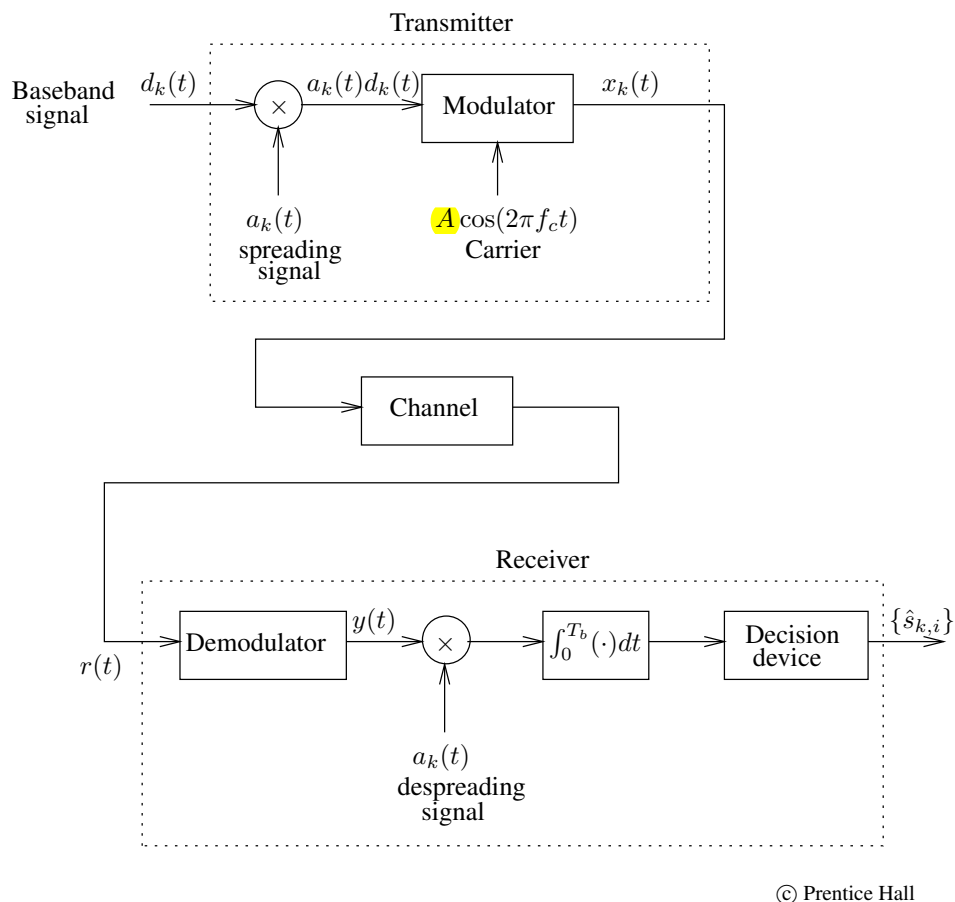 Transmitter
Baseband
signal
d_k(t)
×
a_k(t)d_k(t)
Modulator
x_k(t)
a_k(t)
spreading
signal
A cos(2πf_ct)
Carrier
Channel
Receiver
r(t)
Demodulator
y(t)
×
∫_0^{T_b}(·)dt
Decision
device
{ŝ_{k,i}}
a_k(t)
despreading
signal
© Prentice Hall